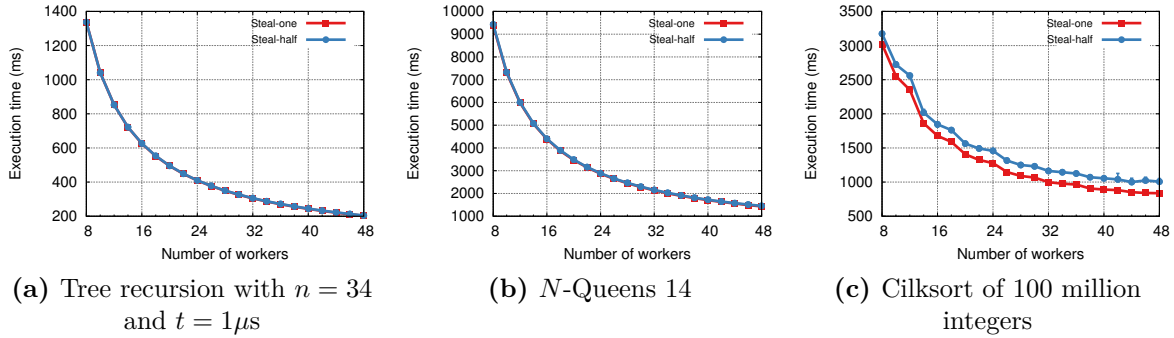 1400
1200
1000
800
600
400
200
Execution time (ms)
Steal-one
Steal-half
8 16 24 32 40 48
Number of workers
(a) Tree recursion with n = 34
and t = 1μs
10000
9000
8000
7000
6000
5000
4000
3000
2000
1000
Execution time (ms)
Steal-one
Steal-half
8 16 24 32 40 48
Number of workers
(b) N-Queens 14
3500
3000
2500
2000
1500
1000
500
Execution time (ms)
Steal-one
Steal-half
8 16 24 32 40 48
Number of workers
(c) Cilksort of 100 million
integers